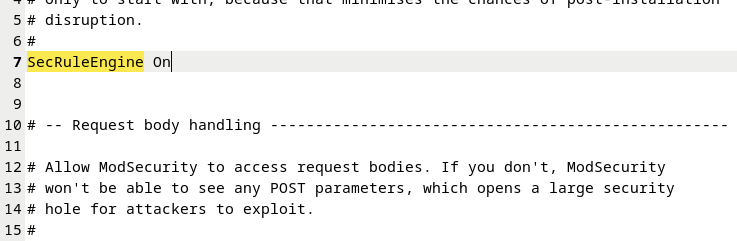 4 # only to start with, because that minimises the chances of post-installation
5 # disruption.
6 #
7 SecRuleEngine On
8
9
10 # -- Request body handling ---------------------------------------------------
11
12 # Allow ModSecurity to access request bodies. If you don't, ModSecurity
13 # won't be able to see any POST parameters, which opens a large security
14 # hole for attackers to exploit.
15 #